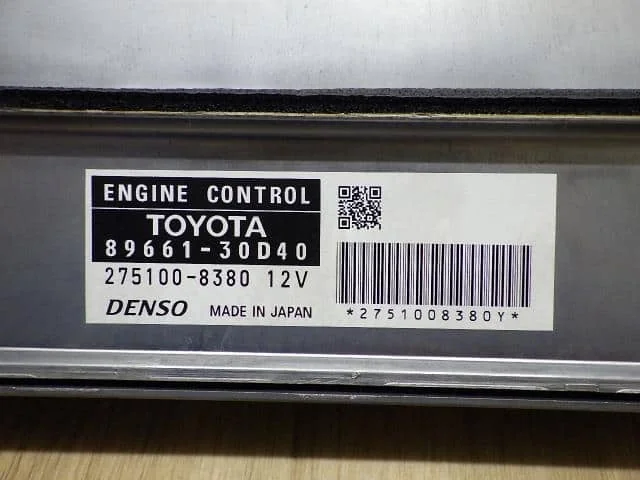 ENGINE CONTROL
TOYOTA
89661-30D40
275100-8380 12V
DENSO MADE IN JAPAN
*2751008380Y*